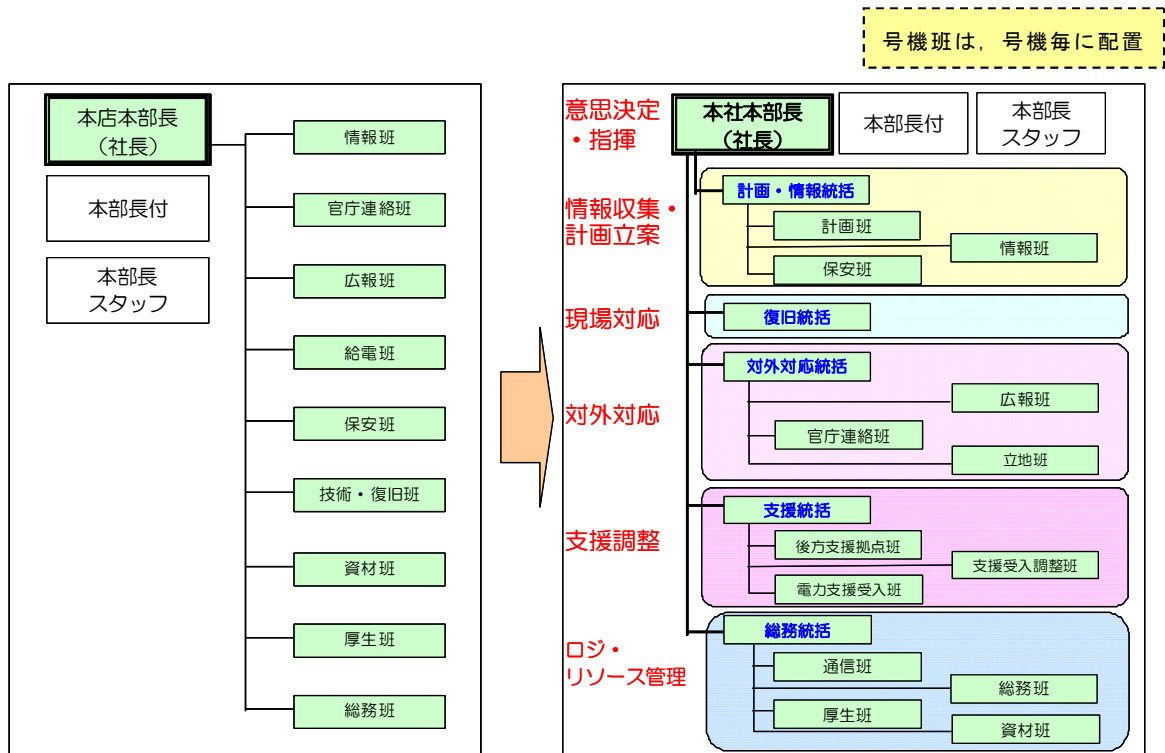 号機班は，号機毎に配置
本店本部長
（社長）
本部長付
本部長
スタッフ
情報班
官庁連絡班
広報班
給電班
保安班
技術・復旧班
資材班
厚生班
総務班
意思決定
・指揮
本社本部長
（社長）
本部長付
本部長
スタッフ
情報収集・
計画立案
計画・情報統括
計画班
情報班
保安班
現場対応
復旧統括
対外対応
対外対応統括
広報班
官庁連絡班
立地班
支援調整
支援統括
後方支援拠点班
支援受入調整班
電力支援受入班
ロジ・
リソース管理
総務統括
通信班
総務班
厚生班
資材班